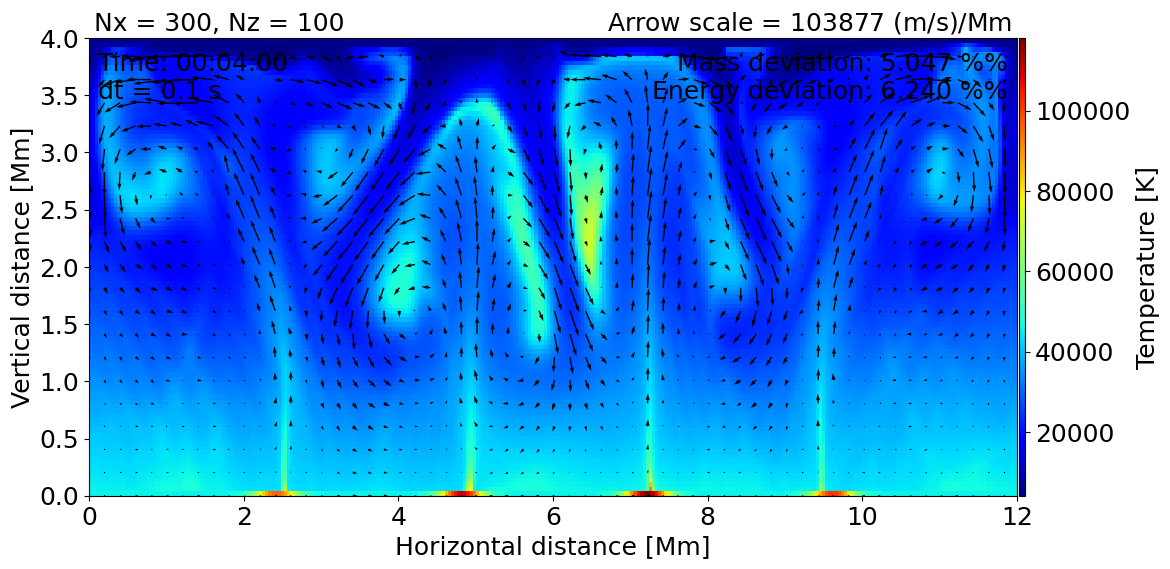 Nx = 300, Nz = 100
Arrow scale = 103877 (m/s)/Mm
Time: 00:04:00
Mass deviation: 5.047 %%
dt = 0.1 s
Energy deviation: 6.240 %%
4.0
3.5
3.0
2.5
2.0
1.5
1.0
0.5
0.0
Vertical distance [Mm]
0 2 4 6 8 10 12
Horizontal distance [Mm]
100000
80000
60000
40000
20000
Temperature [K]